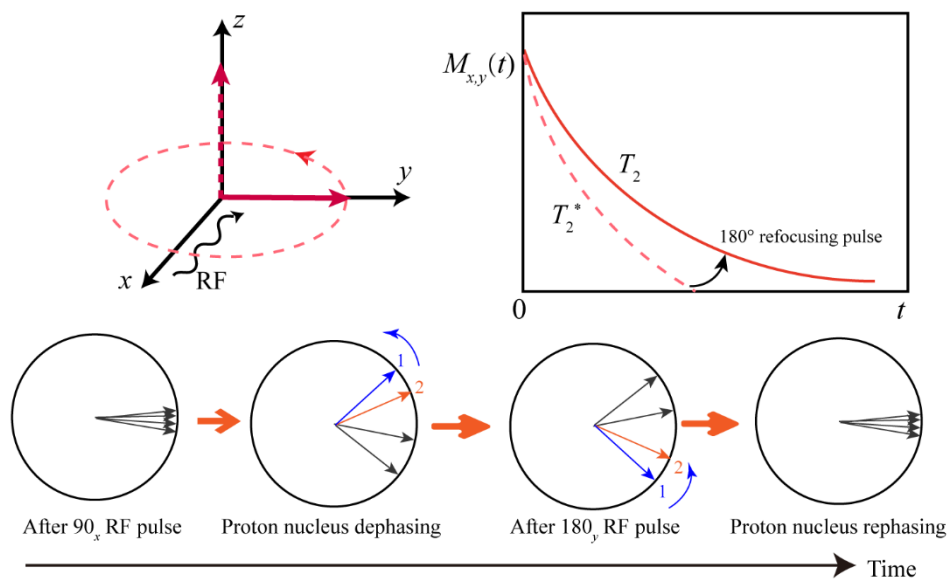 z
y
x
RF
M_{x,y}(t)
T_2
T_2^*
180° refocusing pulse
0
t
1
2
2
1
After 90_x RF pulse
Proton nucleus dephasing
After 180_y RF pulse
Proton nucleus rephasing
Time